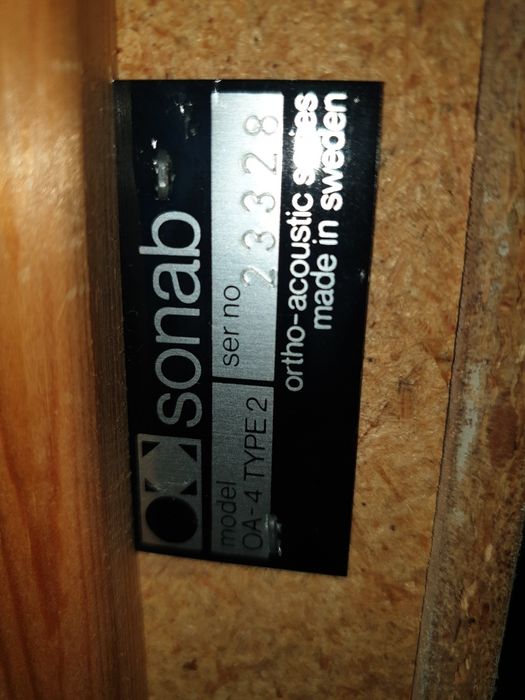 sonab
model
OA-4 TYPE 2
ser no
23328
ortho-acoustic series
made in sweden